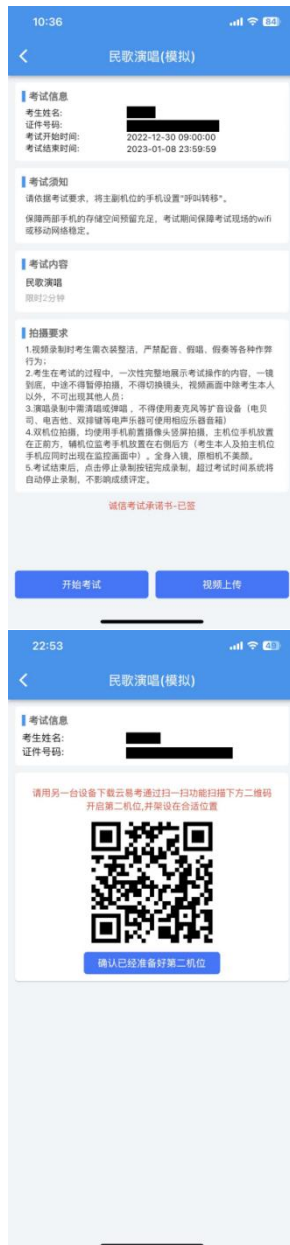 10:36
84
民歌演唱(模拟)
考试信息
考生姓名:
证件号码:
考试开始时间: 2022-12-30 09:00:00
考试结束时间: 2023-01-08 23:59:59
考试须知
请依据考试要求，将主副机位的手机设置"呼叫转移"。
保障两部手机的存储空间预留充足，考试期间保障考试现场的wifi
或移动网络稳定。
考试内容
民歌演唱
限时2分钟
拍摄要求
1.视频录制时考生需衣装整洁，严禁配音、假唱、假奏等各种作弊
行为；
2.考生在考试的过程中，一次性完整地展示考试操作的内容，一镜
到底，中途不得暂停拍摄，不得切换镜头，视频画面中除考生本人
以外，不可出现其他人员；
3.演唱录制中需清唱或弹唱 ，不得使用麦克风等扩音设备（电贝
司、电吉他、双排键等电声乐器可使用相应乐器音箱）
4.双机位拍摄，均使用手机前置摄像头竖屏拍摄，主机位手机放置
在正前方，辅机位监考手机放置在右侧后方（考生本人及拍主机位
手机应同时出现在监控画面中）。全身入镜，原相机不美颜。
5.考试结束后，点击停止录制按钮完成录制，超过考试时间系统将
自动停止录制，不影响成绩评定。
诚信考试承诺书-已签
开始考试
视频上传
22:53
49
民歌演唱(模拟)
考试信息
考生姓名:
证件号码:
请用另一台设备下载云易考通过扫一扫功能扫描下方二维码
开启第二机位,并架设在合适位置
确认已经准备好第二机位